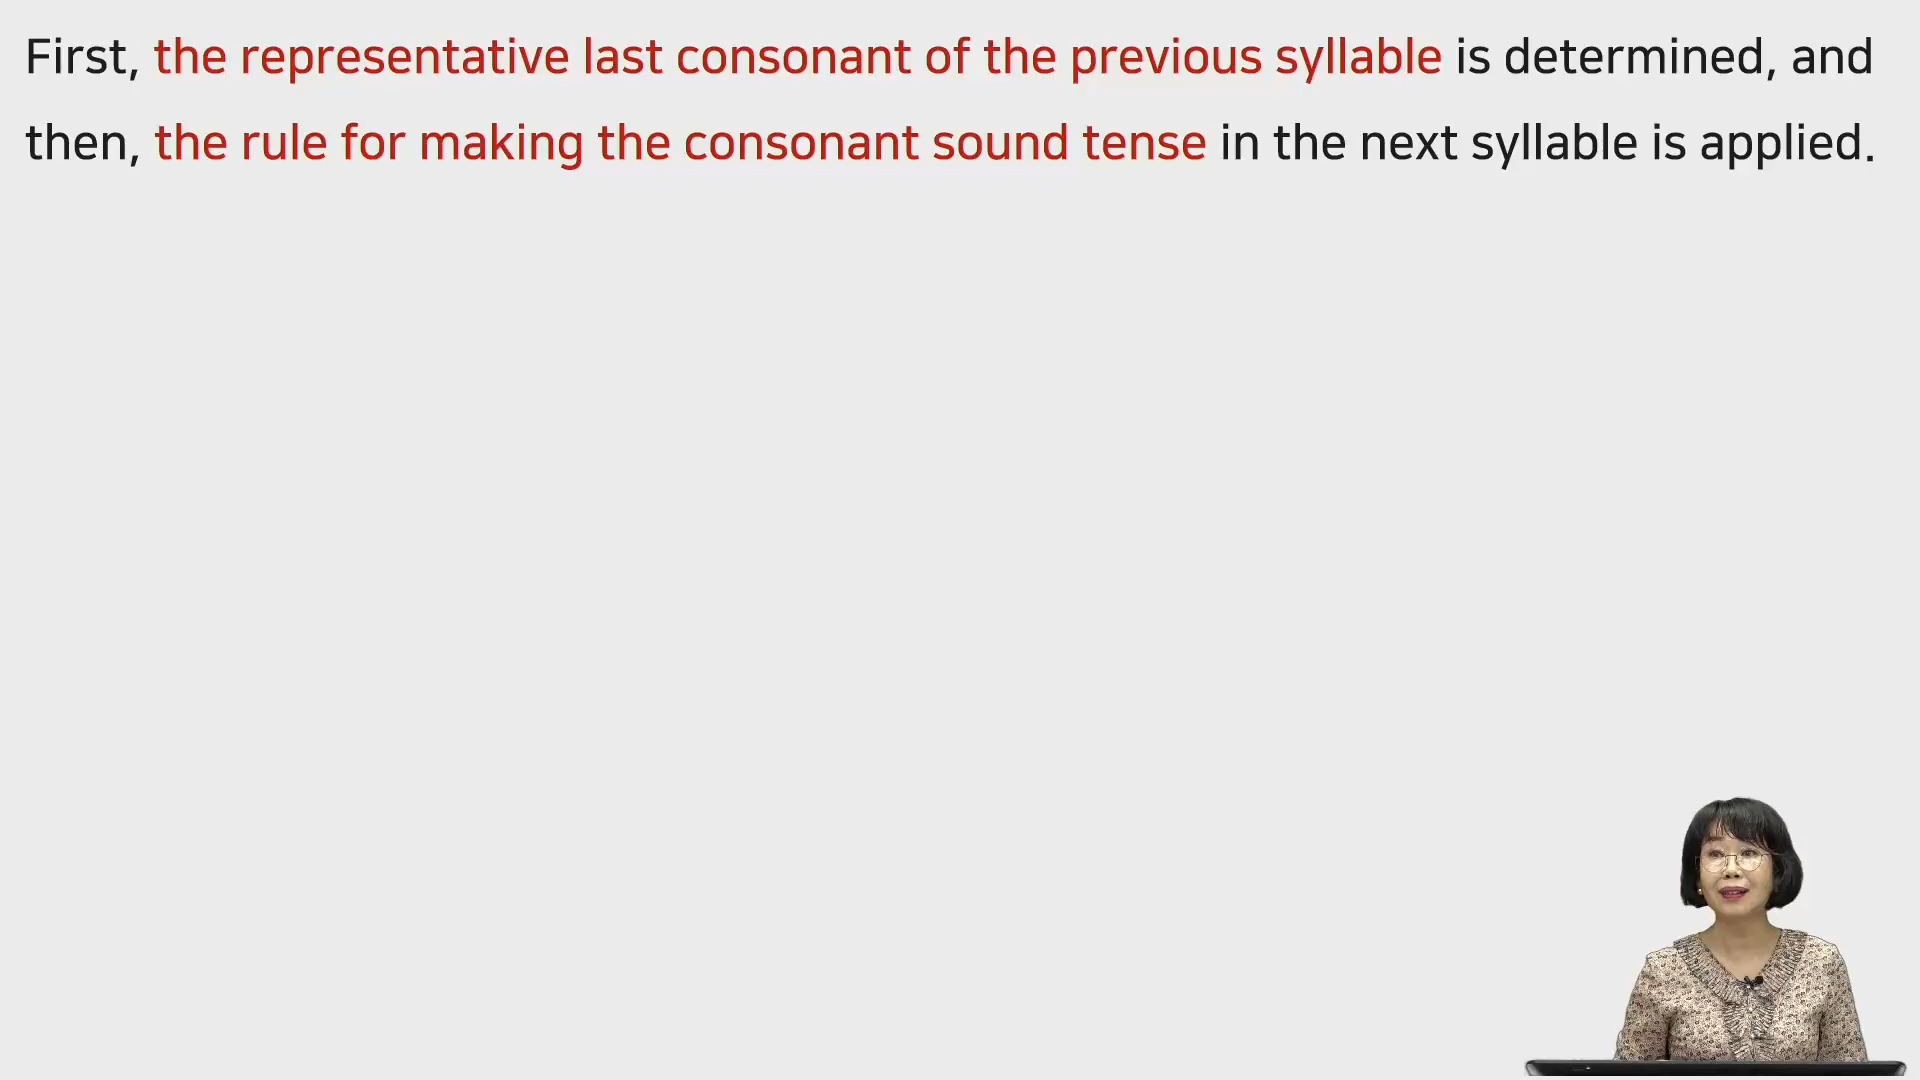 First, the representative last consonant of the previous syllable is determined, and
then, the rule for making the consonant sound tense in the next syllable is applied.